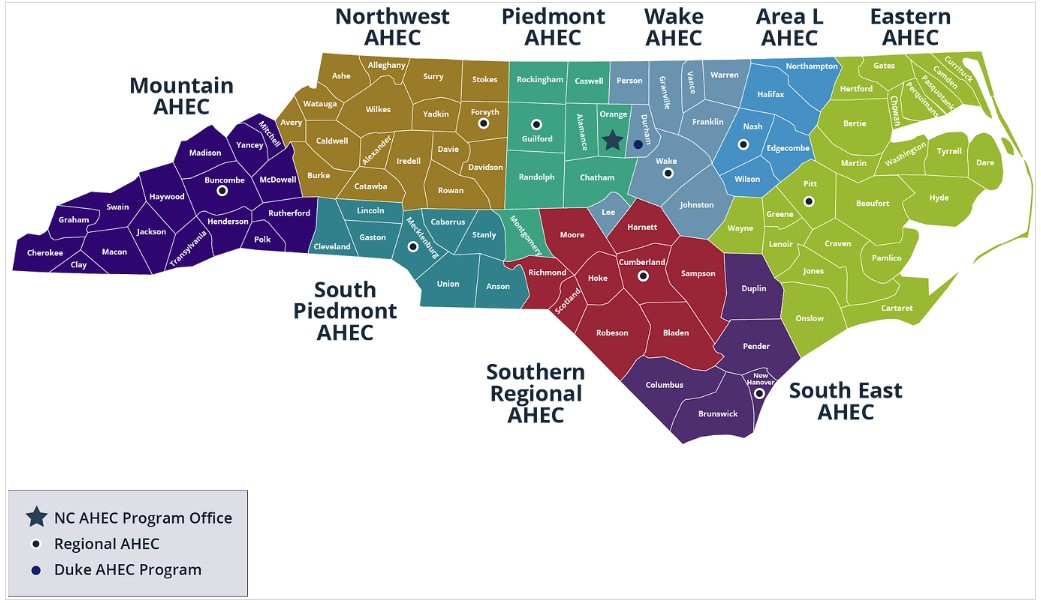 Northwest
AHEC
Piedmont
AHEC
Wake
AHEC
Area L
AHEC
Eastern
AHEC
Mountain
AHEC
South
Piedmont
AHEC
Southern
Regional
AHEC
South East
AHEC
Cherokee
Graham
Clay
Swain
Macon
Jackson
Haywood
Transylvania
Madison
Buncombe
Henderson
Yancey
Mitchell
McDowell
Polk
Rutherford
Avery
Watauga
Ashe
Alleghany
Wilkes
Caldwell
Burke
Alexander
Catawba
Surry
Yadkin
Iredell
Davie
Rowan
Stokes
Forsyth
Davidson
Cleveland
Lincoln
Gaston
Mecklenburg
Cabarrus
Union
Stanly
Anson
Rockingham
Caswell
Guilford
Alamance
Orange
Randolph
Chatham
Montgomery
Person
Granville
Vance
Warren
Durham
Franklin
Wake
Johnston
Lee
Northampton
Halifax
Nash
Edgecombe
Wilson
Moore
Harnett
Richmond
Hoke
Scotland
Cumberland
Sampson
Robeson
Bladen
Duplin
Pender
Columbus
New
Hanover
Brunswick
Gates
Hertford
Bertie
Chowan
Perquimans
Pasquorank
Camden
Currituck
Martin
Washington
Tyrrell
Dare
Pitt
Greene
Wayne
Beaufort
Hyde
Lenoir
Craven
Pamlico
Jones
Onslow
Cartaret
NC AHEC Program Office
Regional AHEC
Duke AHEC Program